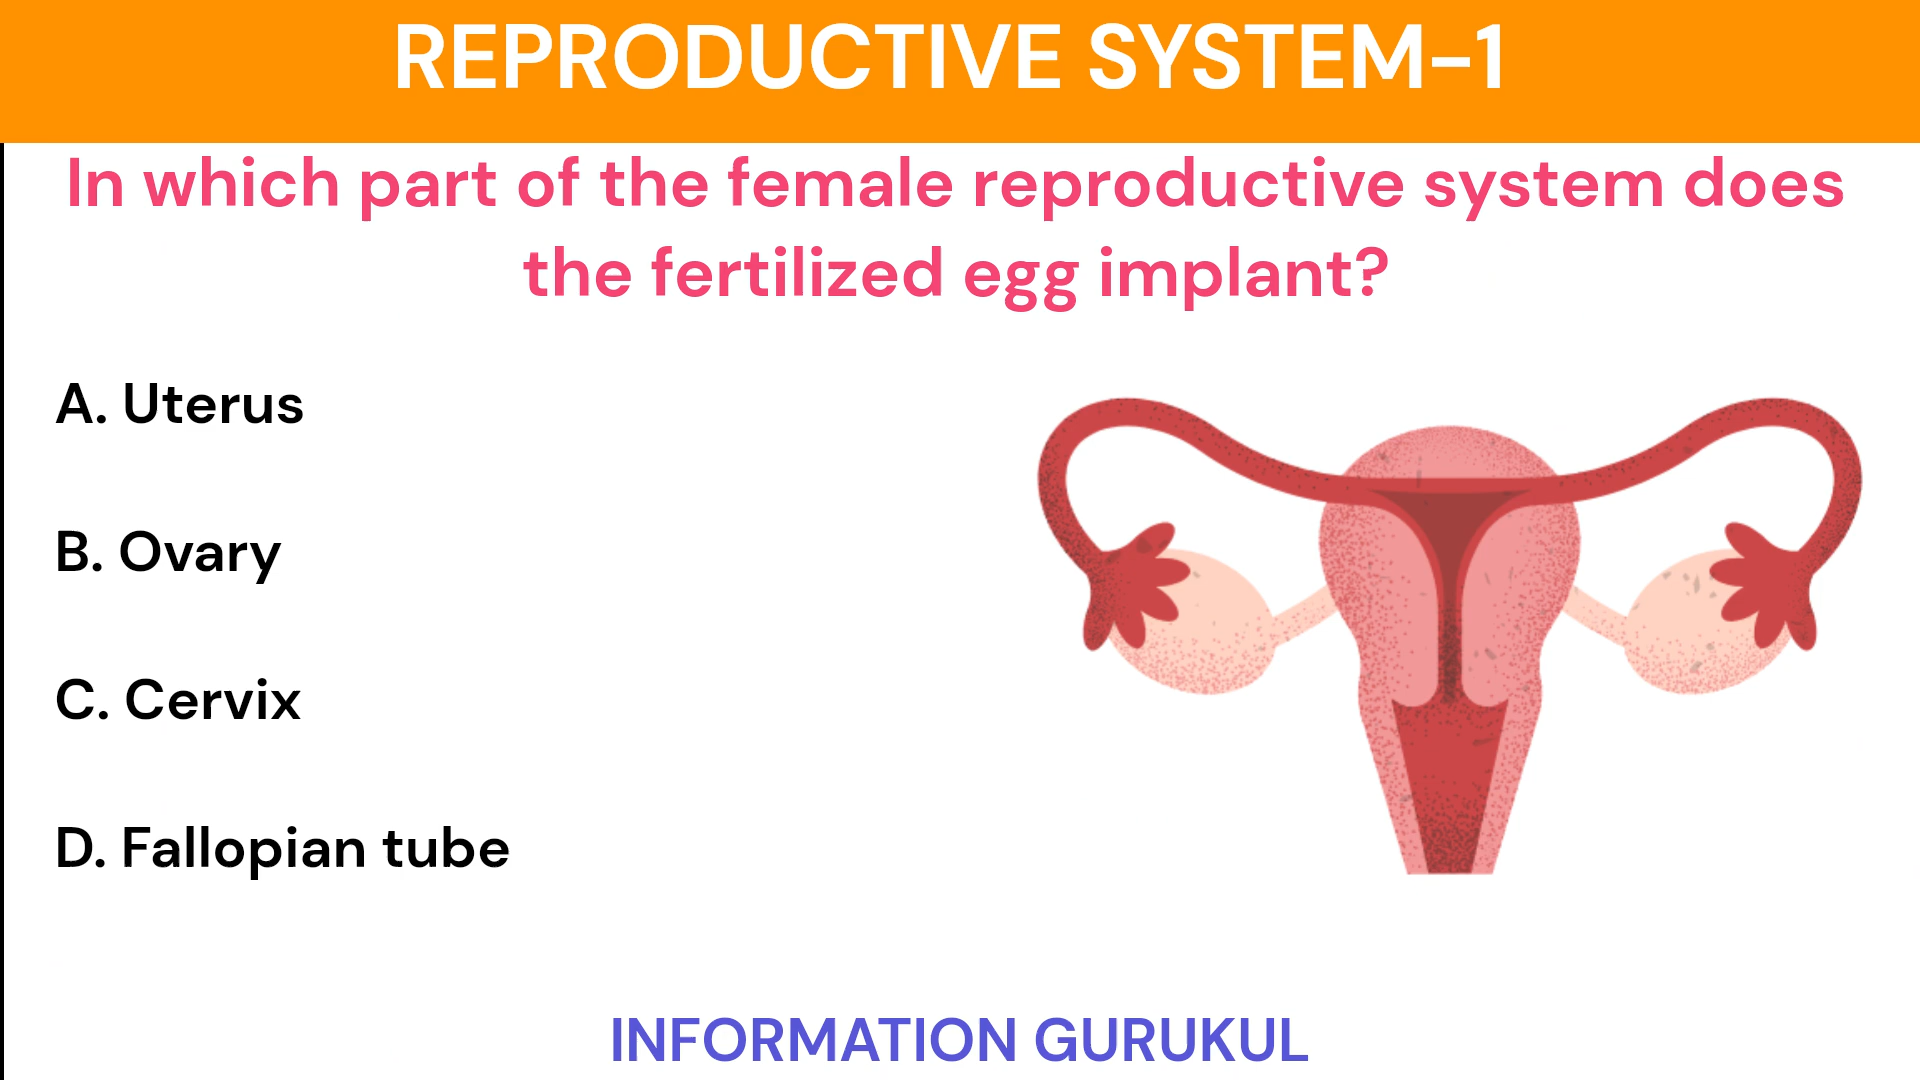 REPRODUCTIVE SYSTEM-1
In which part of the female reproductive system does
the fertilized egg implant?
A. Uterus
B. Ovary
C. Cervix
D. Fallopian tube
INFORMATION GURUKUL